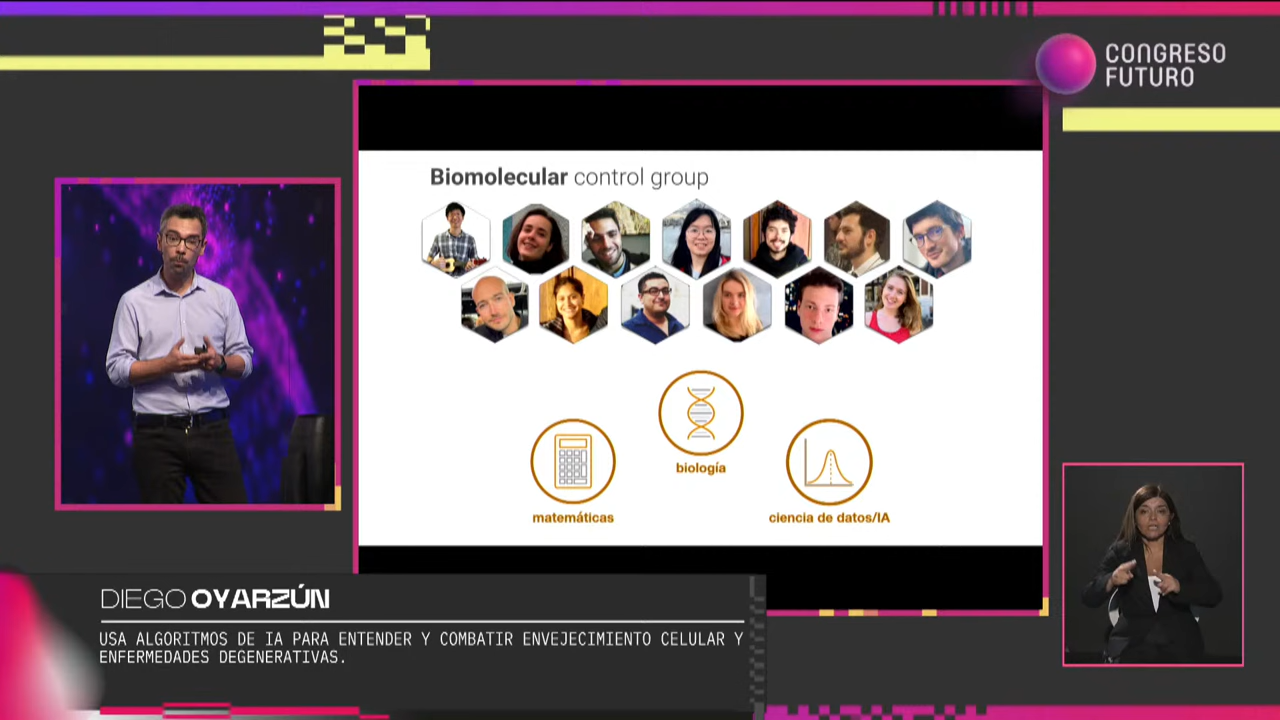 CONGRESO
FUTURO
Biomolecular control group
biología
matemáticas
ciencia de datos/IA
DIEGO OYARZÚN
USA ALGORITMOS DE IA PARA ENTENDER Y COMBATIR ENVEJECIMIENTO CELULAR Y
ENFERMEDADES DEGENERATIVAS.